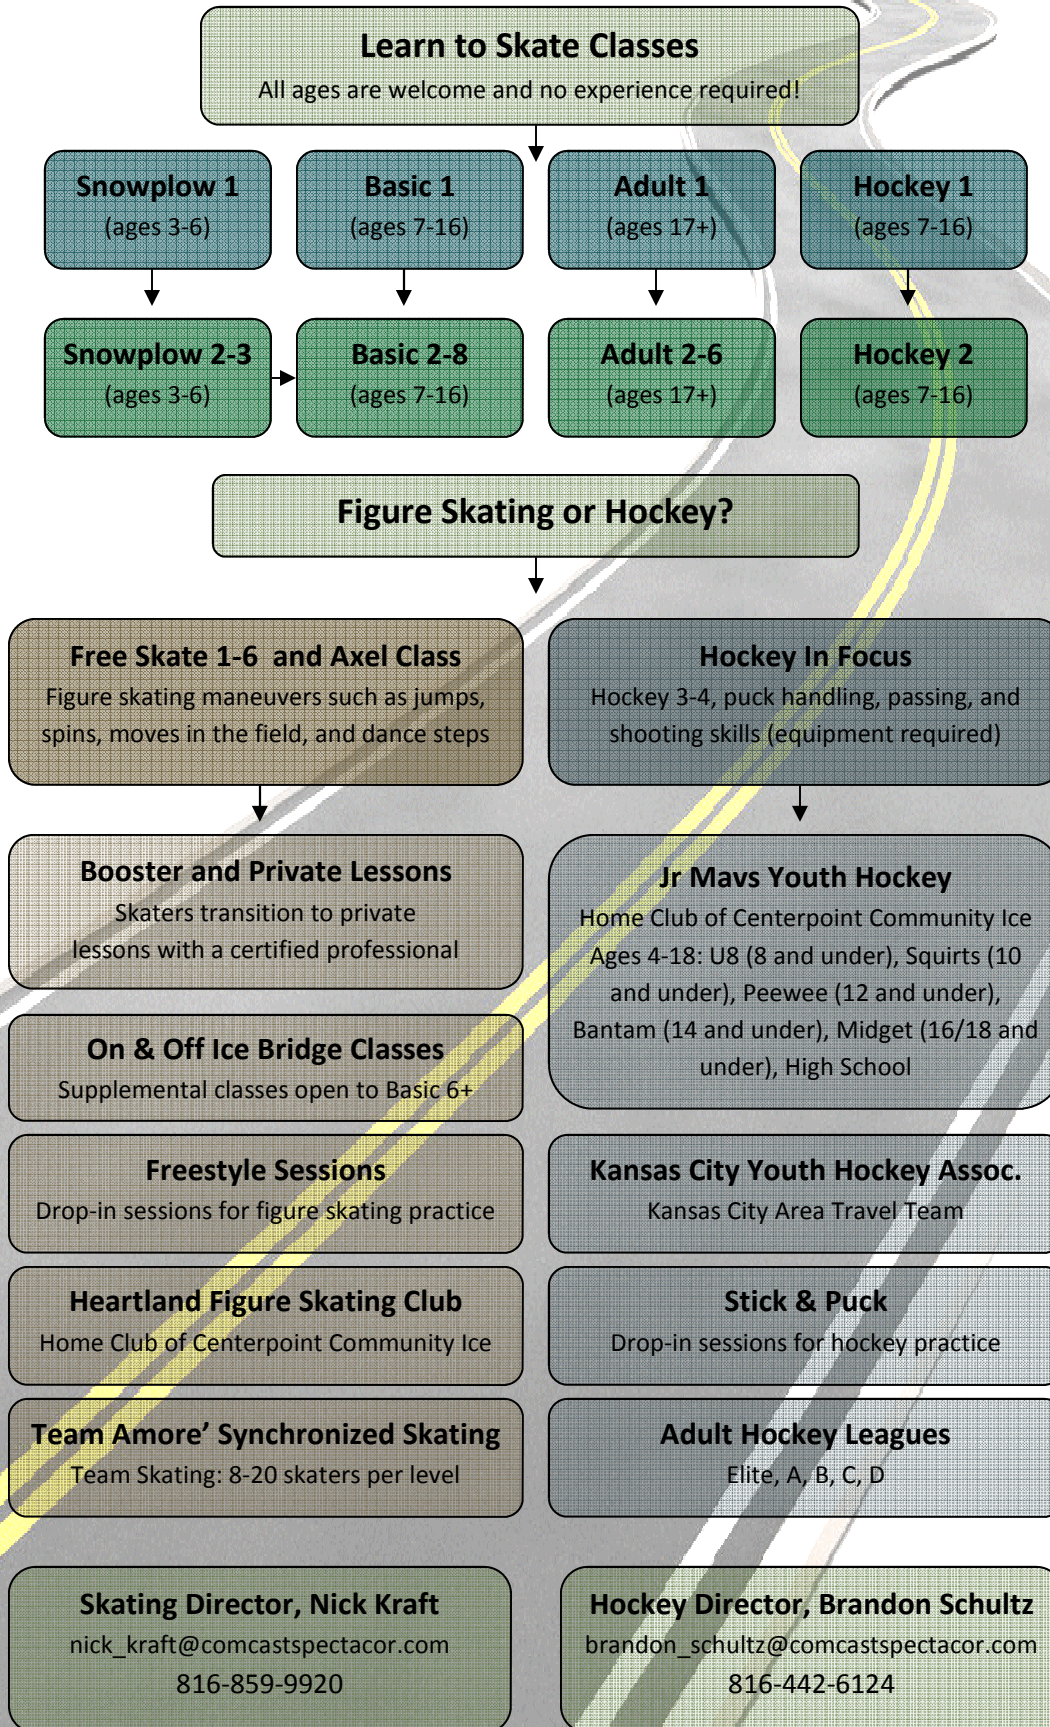 Learn to Skate Classes
All ages are welcome and no experience required!
Snowplow 1
(ages 3-6)
Basic 1
(ages 7-16)
Adult 1
(ages 17+)
Hockey 1
(ages 7-16)
Snowplow 2-3
(ages 3-6)
Basic 2-8
(ages 7-16)
Adult 2-6
(ages 17+)
Hockey 2
(ages 7-16)
Figure Skating or Hockey?
Free Skate 1-6 and Axel Class
Figure skating maneuvers such as jumps,
spins, moves in the field, and dance steps
Hockey In Focus
Hockey 3-4, puck handling, passing, and
shooting skills (equipment required)
Booster and Private Lessons
Skaters transition to private
lessons with a certified professional
Jr Mavs Youth Hockey
Home Club of Centerpoint Community Ice
Ages 4-18: U8 (8 and under), Squirts (10
and under), Peewee (12 and under),
Bantam (14 and under), Midget (16/18 and
under), High School
On & Off Ice Bridge Classes
Supplemental classes open to Basic 6+
Freestyle Sessions
Drop-in sessions for figure skating practice
Kansas City Youth Hockey Assoc.
Kansas City Area Travel Team
Heartland Figure Skating Club
Home Club of Centerpoint Community Ice
Stick & Puck
Drop-in sessions for hockey practice
Team Amore’ Synchronized Skating
Team Skating: 8-20 skaters per level
Adult Hockey Leagues
Elite, A, B, C, D
Skating Director, Nick Kraft
nick_kraft@comcastspectacor.com
816-859-9920
Hockey Director, Brandon Schultz
brandon_schultz@comcastspectacor.com
816-442-6124